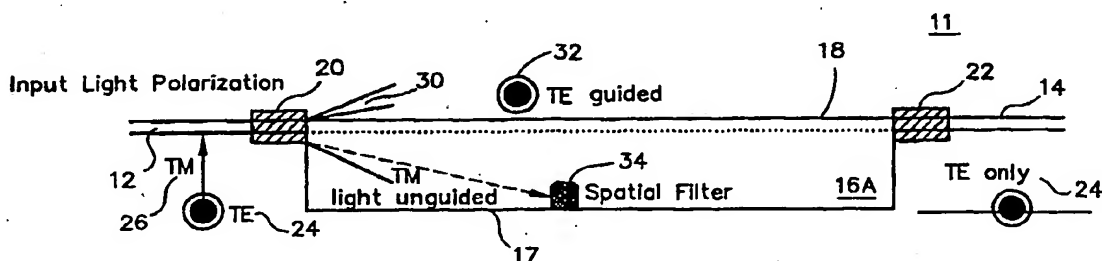 11
32
18
22
20
Input Light Polarization
30
TE guided
14
12
TM
34
TM
light unguided
Spatial Filter
16A
TE only
24
26
TE
24
17